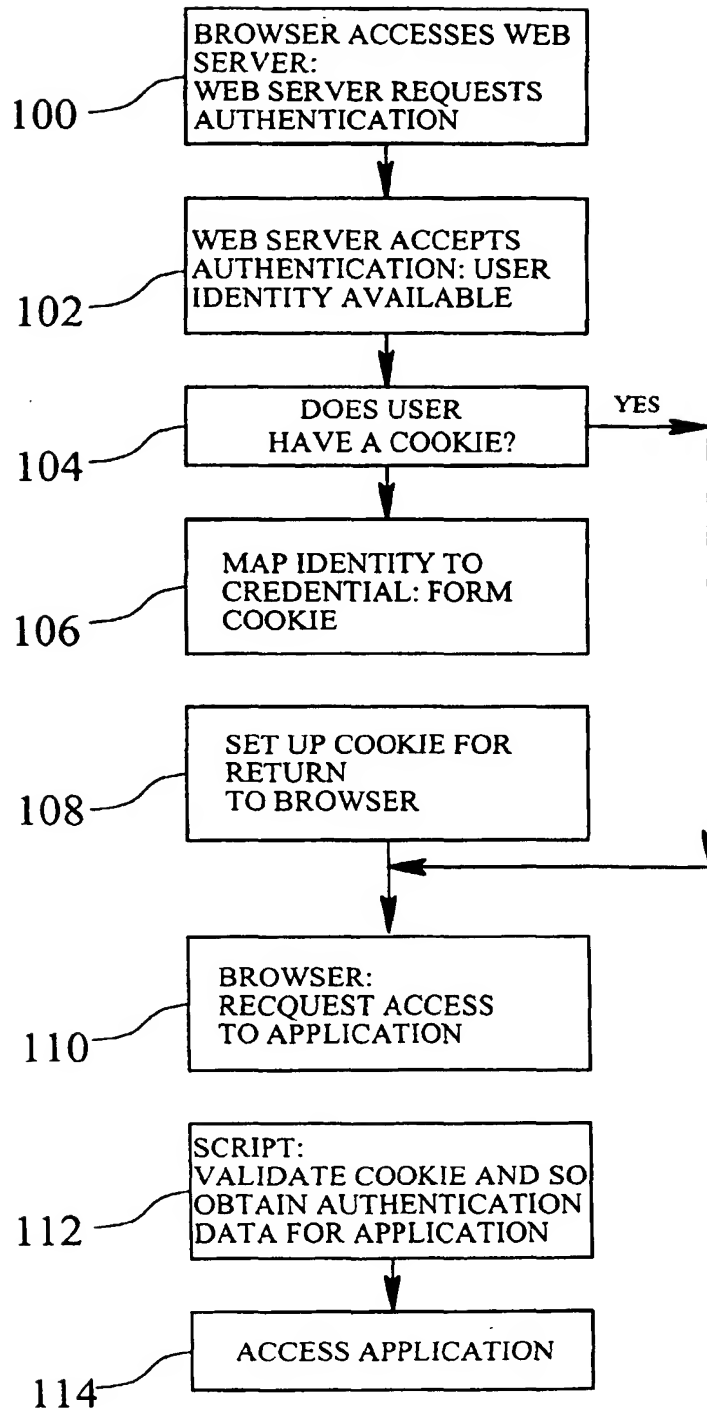 BROWSER ACCESSES WEB
SERVER:
WEB SERVER REQUESTS
AUTHENTICATION
100
WEB SERVER ACCEPTS
AUTHENTICATION: USER
IDENTITY AVAILABLE
102
DOES USER
HAVE A COOKIE?
YES
104
MAP IDENTITY TO
CREDENTIAL: FORM
COOKIE
106
SET UP COOKIE FOR
RETURN
TO BROWSER
108
BROWSER:
RECQUEST ACCESS
TO APPLICATION
110
SCRIPT:
VALIDATE COOKIE AND SO
OBTAIN AUTHENTICATION
DATA FOR APPLICATION
112
ACCESS APPLICATION
114